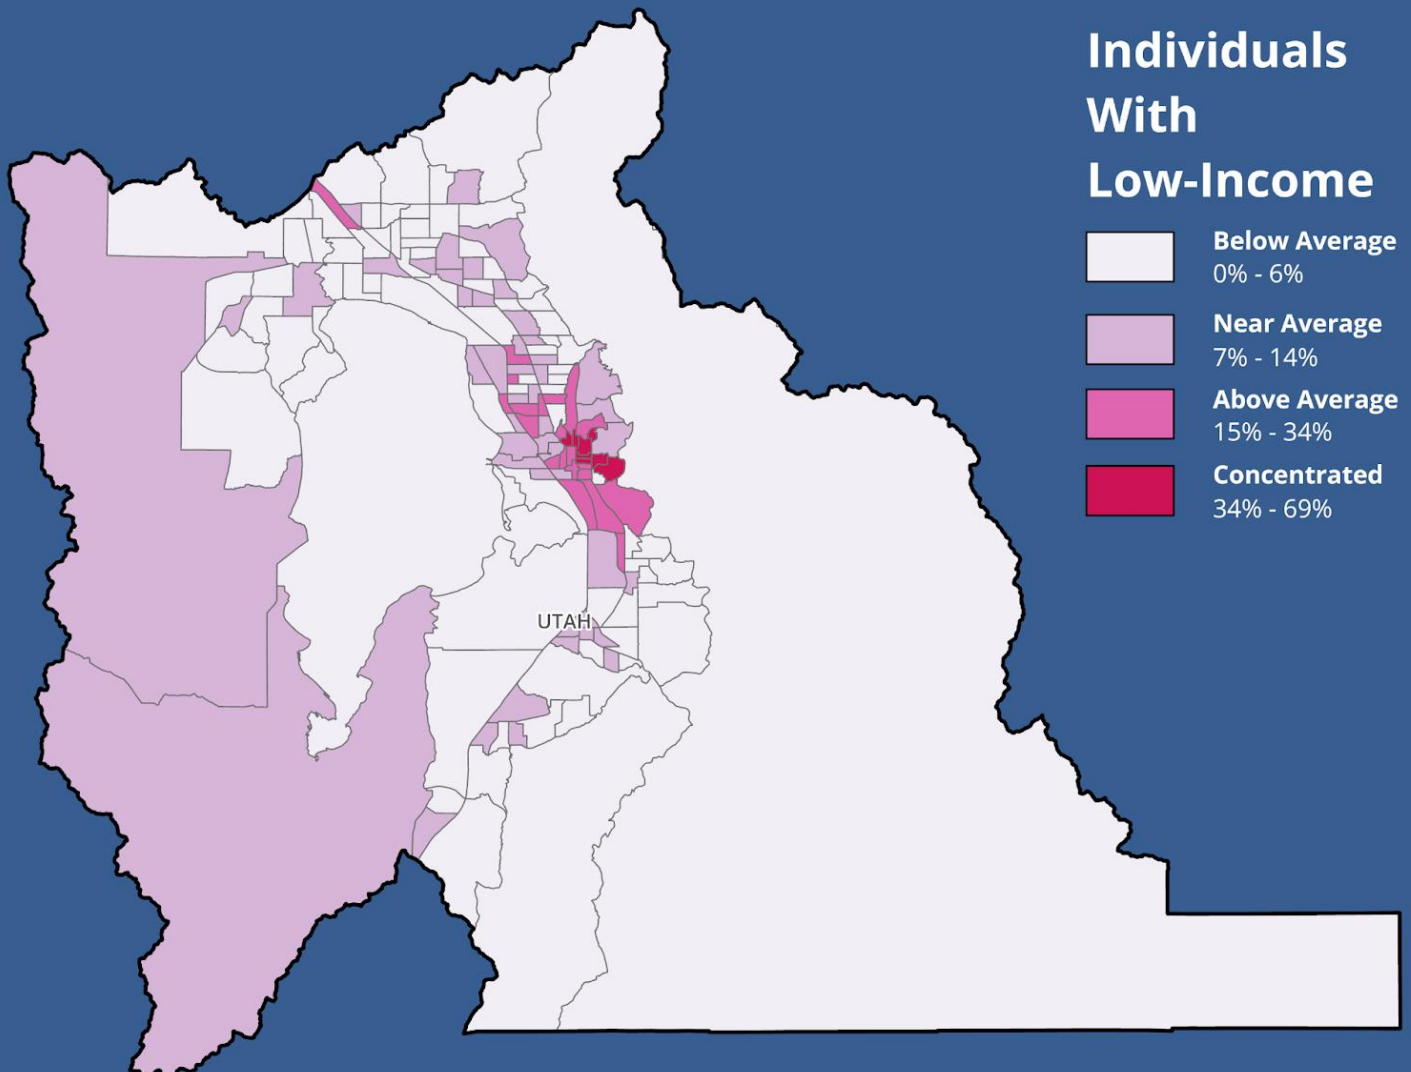 Individuals
With
Low-Income
Below Average
0% - 6%
Near Average
7% - 14%
Above Average
15% - 34%
Concentrated
34% - 69%
UTAH